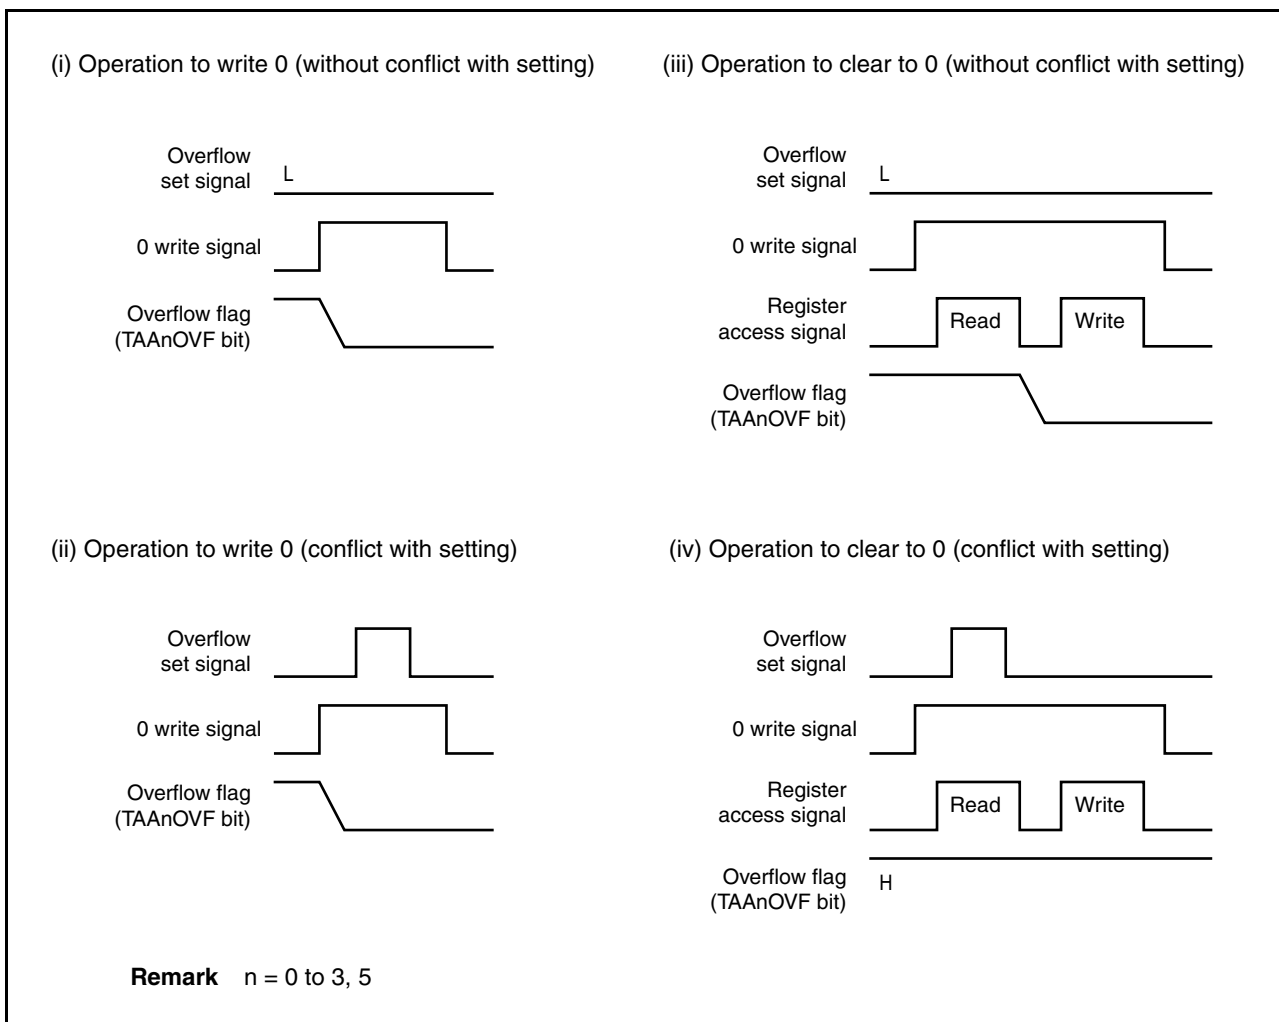 (i) Operation to write 0 (without conflict with setting)
Overflow
set signal
L
0 write signal
Overflow flag
(TAAnOVF bit)
(iii) Operation to clear to 0 (without conflict with setting)
Overflow
set signal
L
0 write signal
Register
access signal
Read
Write
Overflow flag
(TAAnOVF bit)
(ii) Operation to write 0 (conflict with setting)
Overflow
set signal
0 write signal
Overflow flag
(TAAnOVF bit)
(iv) Operation to clear to 0 (conflict with setting)
Overflow
set signal
0 write signal
Register
access signal
Read
Write
Overflow flag
(TAAnOVF bit)
H
Remark n = 0 to 3, 5